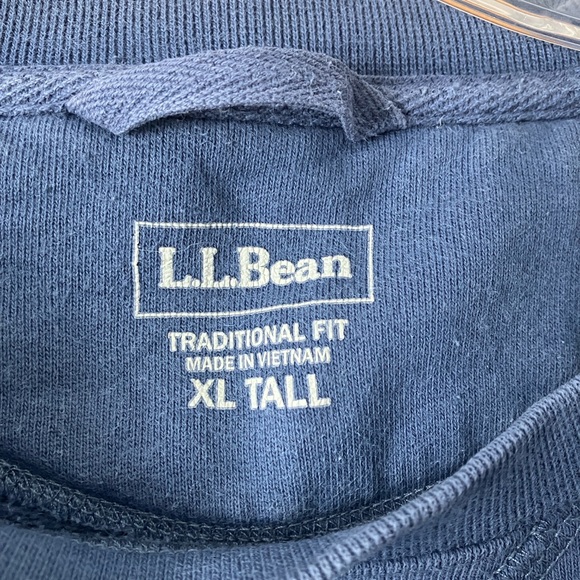 L.L.Bean
TRADITIONAL FIT
MADE IN VIETNAM
XL TALL